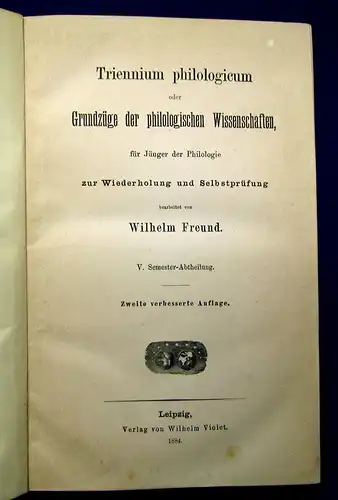 Triennium philologicum
oder
Grundzüge der philologischen Wissenschaften,
für Jünger der Philologie
zur Wiederholung und Selbstprüfung
bearbeitet von
Wilhelm Freund.
V. Semester-Abtheilung.
Zweite verbesserte Auflage.
Leipzig,
Verlag von Wilhelm Violet.
1884.